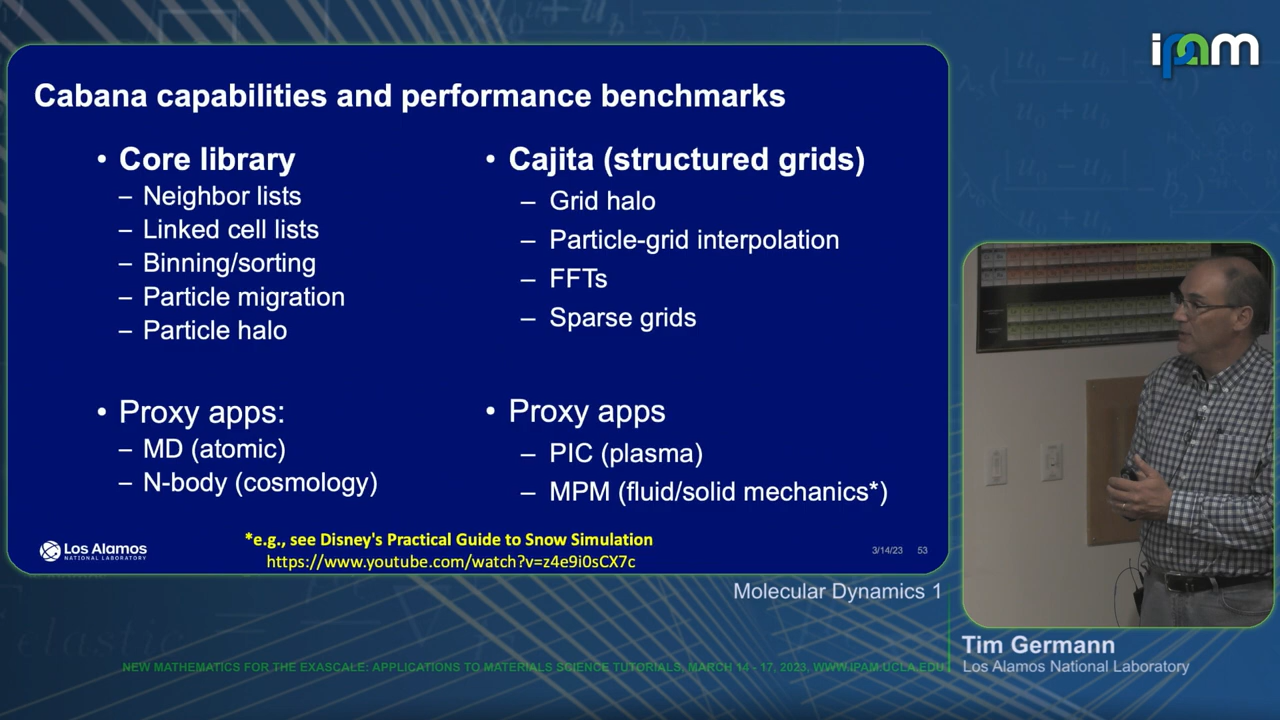 ipam
Cabana capabilities and performance benchmarks
• Core library
– Neighbor lists
– Linked cell lists
– Binning/sorting
– Particle migration
– Particle halo
• Proxy apps:
– MD (atomic)
– N-body (cosmology)
• Cajita (structured grids)
– Grid halo
– Particle-grid interpolation
– FFTs
– Sparse grids
• Proxy apps
– PIC (plasma)
– MPM (fluid/solid mechanics*)
*e.g., see Disney's Practical Guide to Snow Simulation
https://www.youtube.com/watch?v=z4e9i0sCX7c
Los Alamos
NATIONAL LABORATORY
3/14/23 53
Molecular Dynamics 1
Tim Germann
Los Alamos National Laboratory
NEW MATHEMATICS FOR THE EXASCALE: APPLICATIONS TO MATERIALS SCIENCE TUTORIALS, MARCH 14 - 17, 2023, WWW.IPAM.UCLA.EDU
elastic